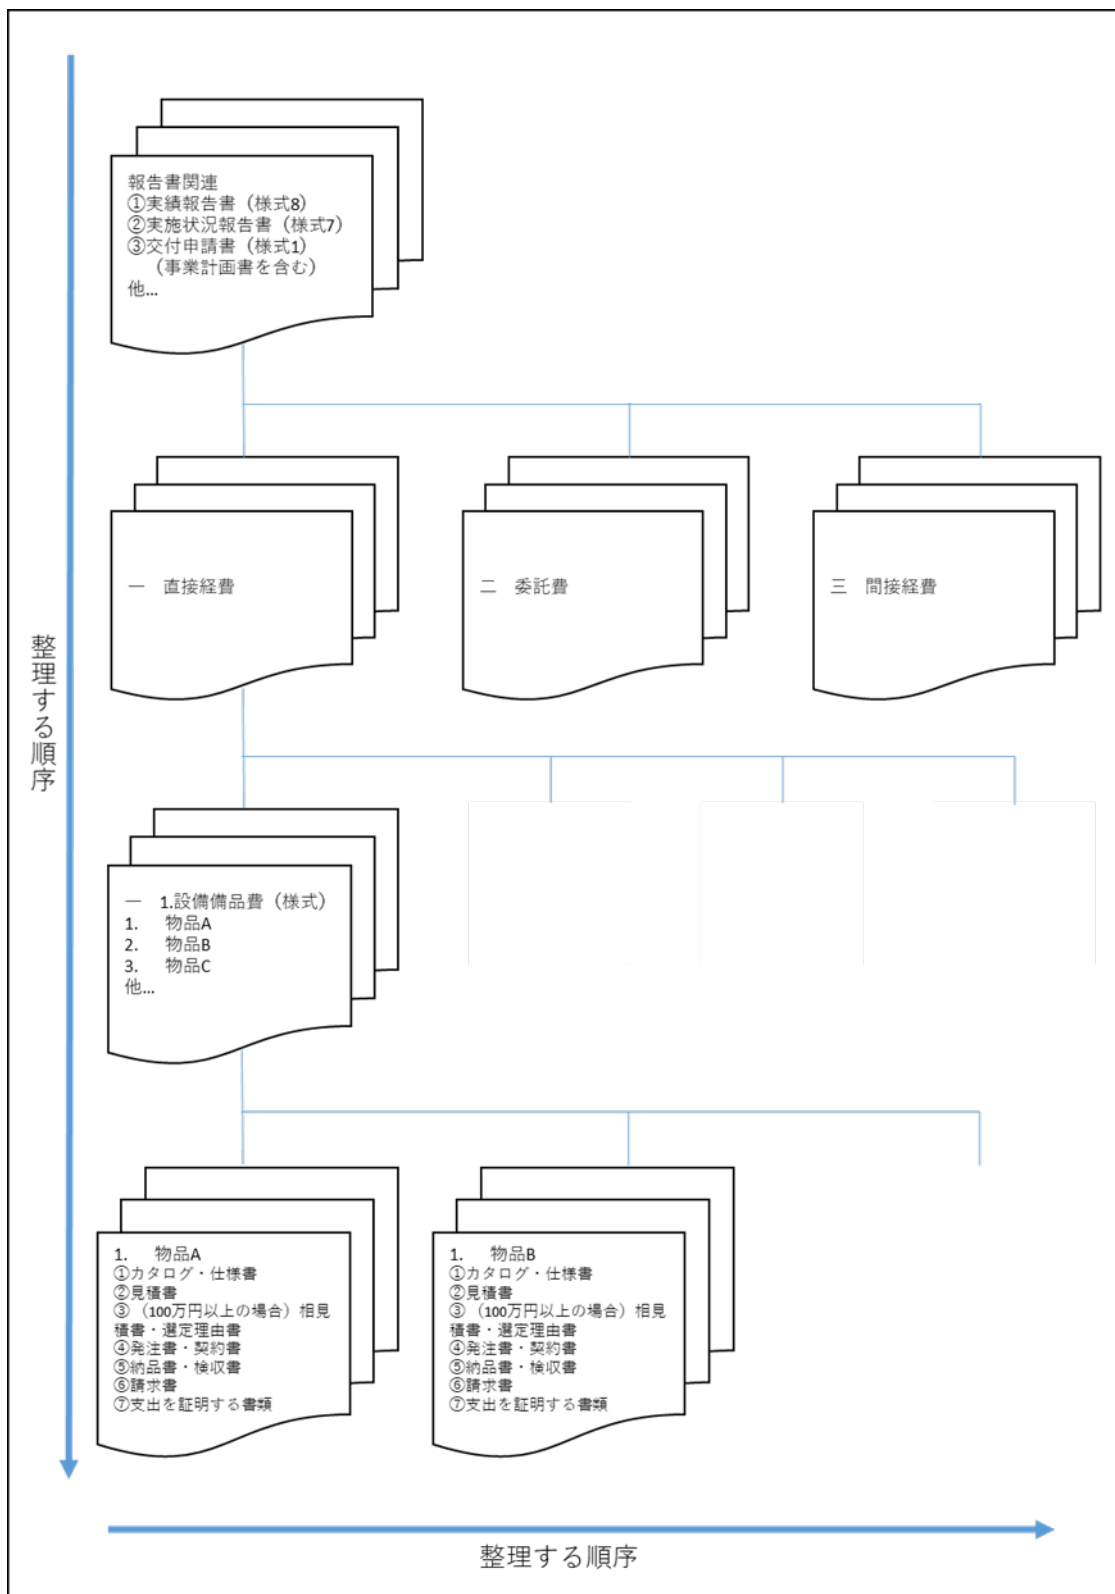 報告書関連
①実績報告書（様式8）
②実施状況報告書（様式7）
③交付申請書（様式1）
（事業計画書を含む）
他…
一　直接経費
二　委託費
三　間接経費
整理する順序
一　1.設備備品費（様式）
1.　物品A
2.　物品B
3.　物品C
他…
1.　物品A
①カタログ・仕様書
②見積書
③（100万円以上の場合）相見
積書・選定理由書
④発注書・契約書
⑤納品書・検収書
⑥請求書
⑦支出を証明する書類
1.　物品B
①カタログ・仕様書
②見積書
③（100万円以上の場合）相見
積書・選定理由書
④発注書・契約書
⑤納品書・検収書
⑥請求書
⑦支出を証明する書類
整理する順序